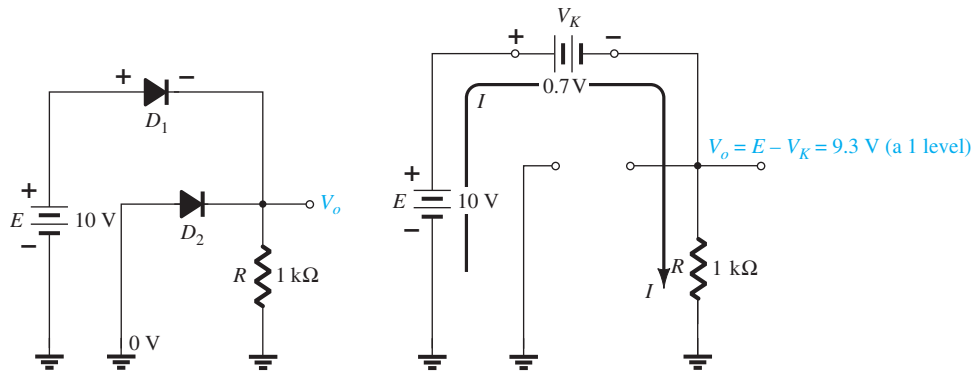 + −
D1
+
E 10 V
−
D2
Vo
R 1 kΩ
0 V
VK
+ −
0.7 V
I
Vo = E − VK = 9.3 V (a 1 level)
+
E 10 V
−
R 1 kΩ
I